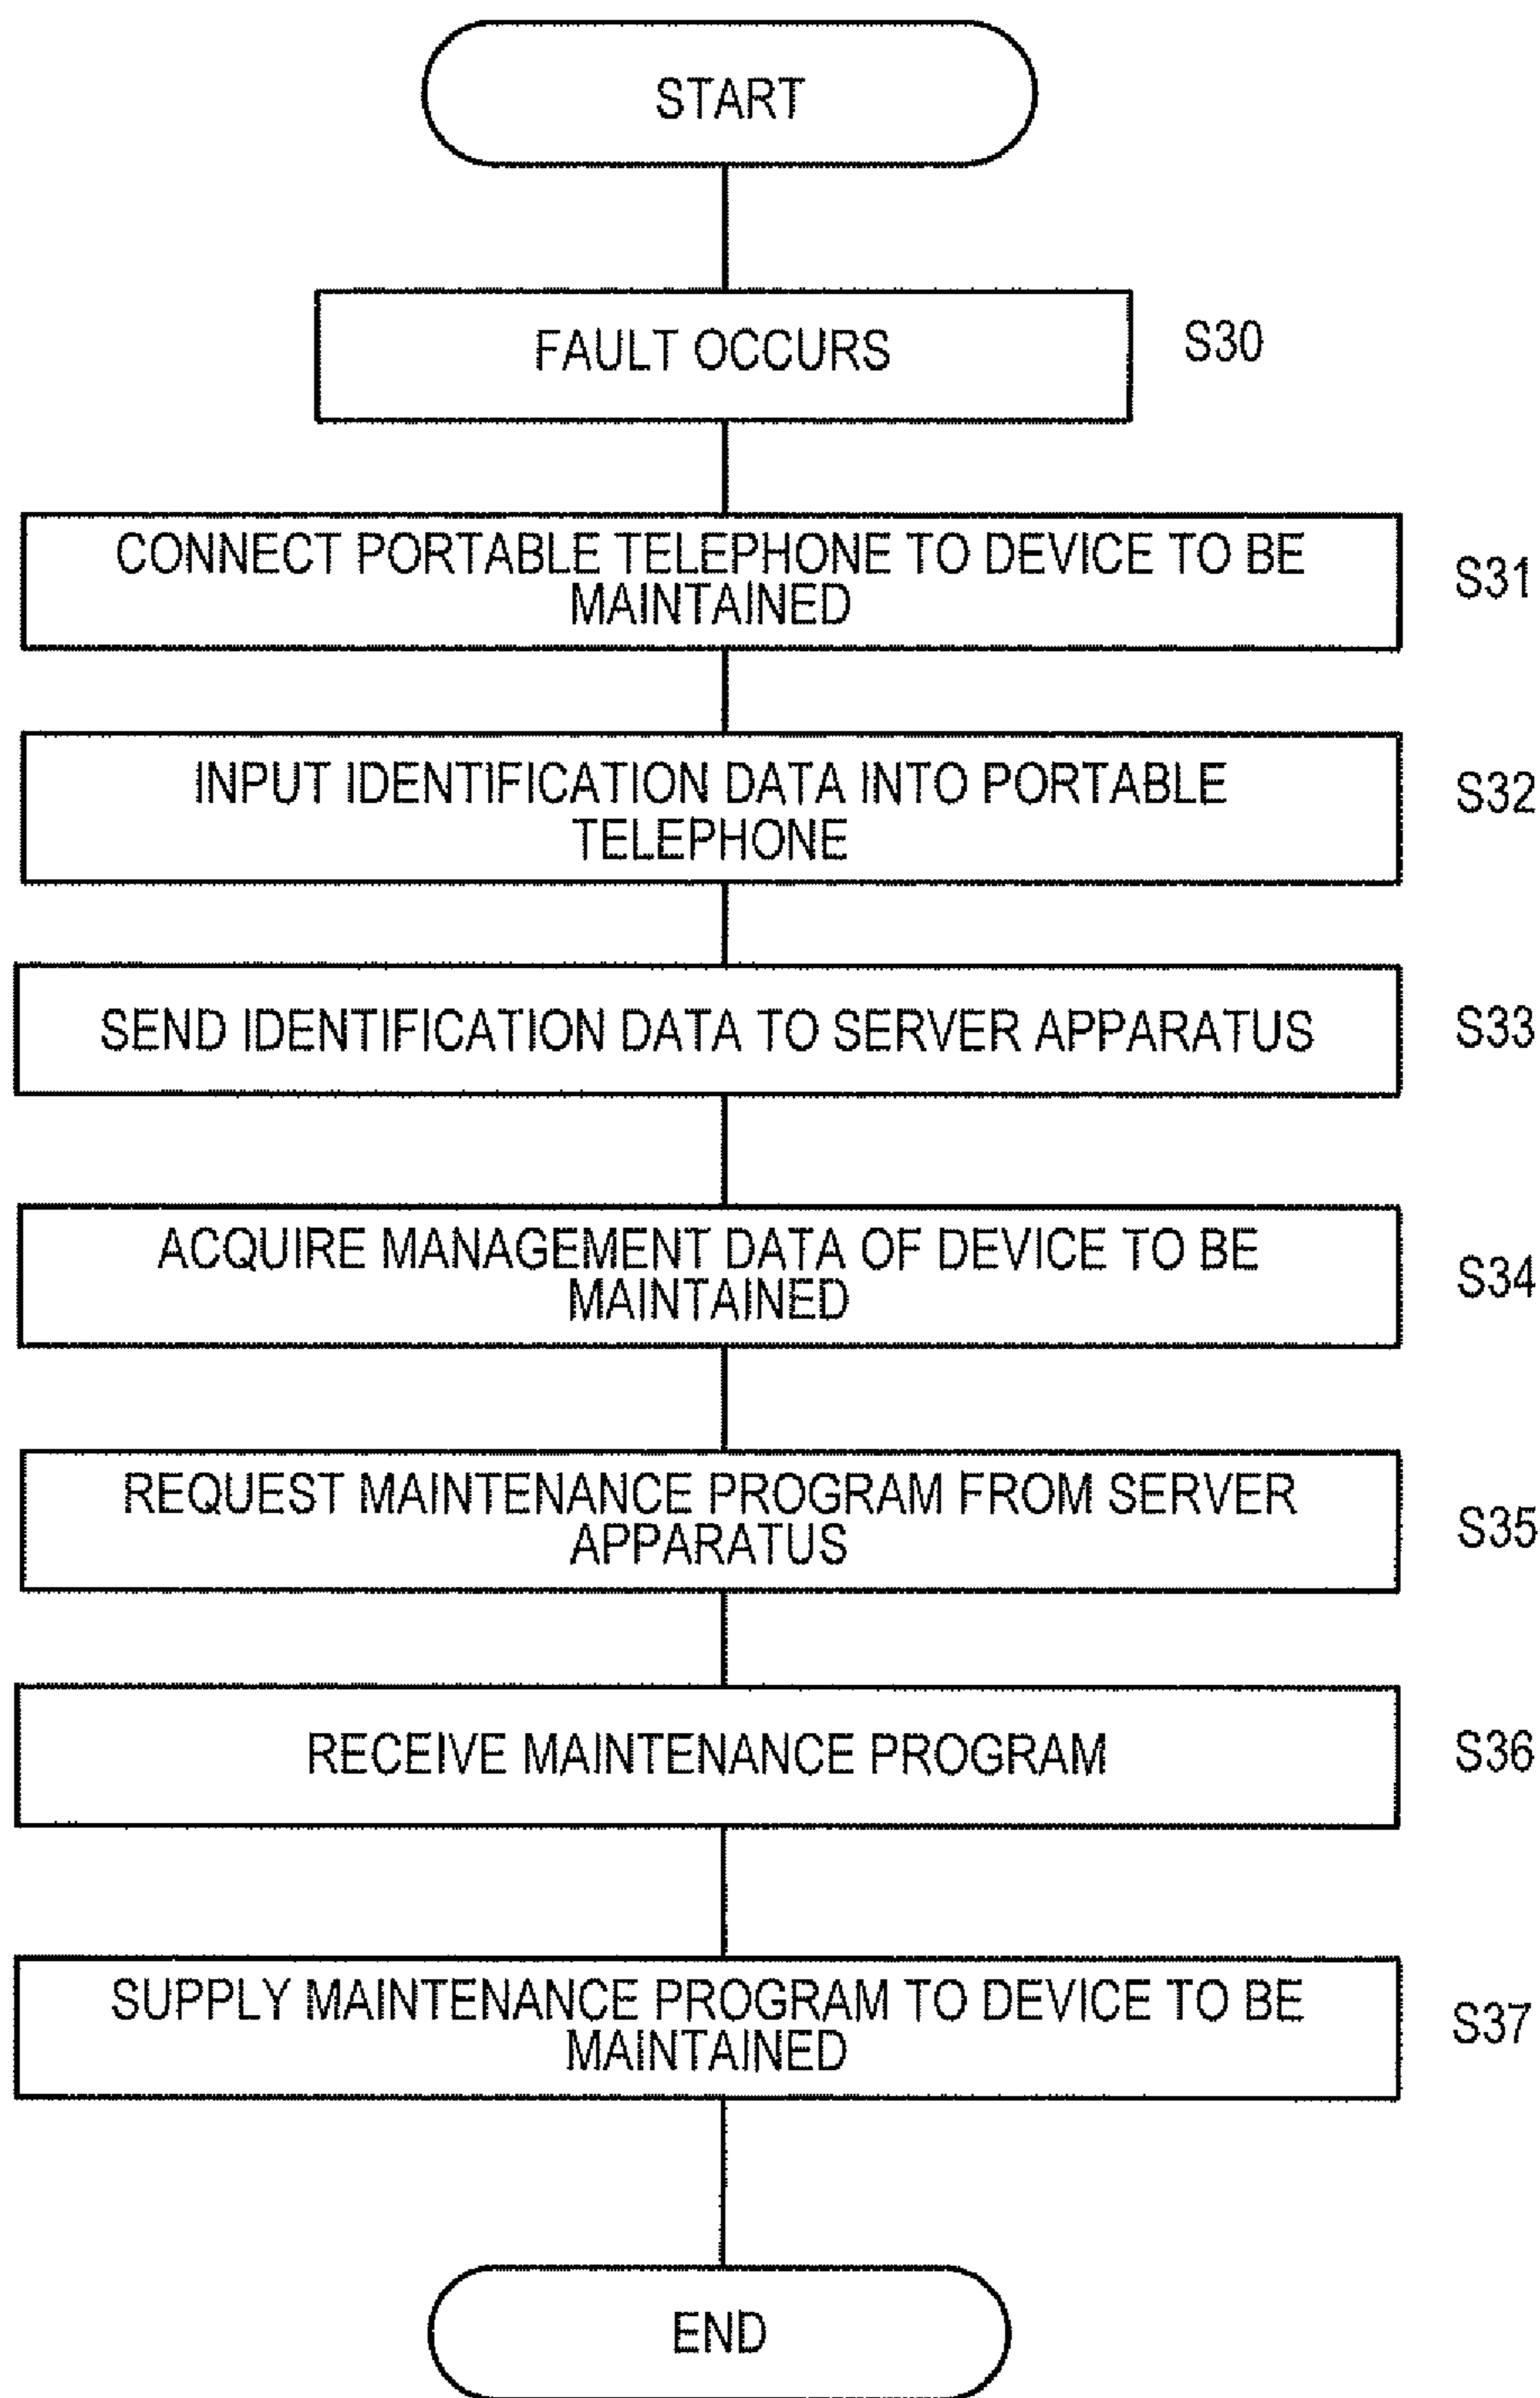 START
FAULT OCCURS
S30
CONNECT PORTABLE TELEPHONE TO DEVICE TO BE
MAINTAINED
S31
INPUT IDENTIFICATION DATA INTO PORTABLE
TELEPHONE
S32
SEND IDENTIFICATION DATA TO SERVER APPARATUS
S33
ACQUIRE MANAGEMENT DATA OF DEVICE TO BE
MAINTAINED
S34
REQUEST MAINTENANCE PROGRAM FROM SERVER
APPARATUS
S35
RECEIVE MAINTENANCE PROGRAM
S36
SUPPLY MAINTENANCE PROGRAM TO DEVICE TO BE
MAINTAINED
S37
END